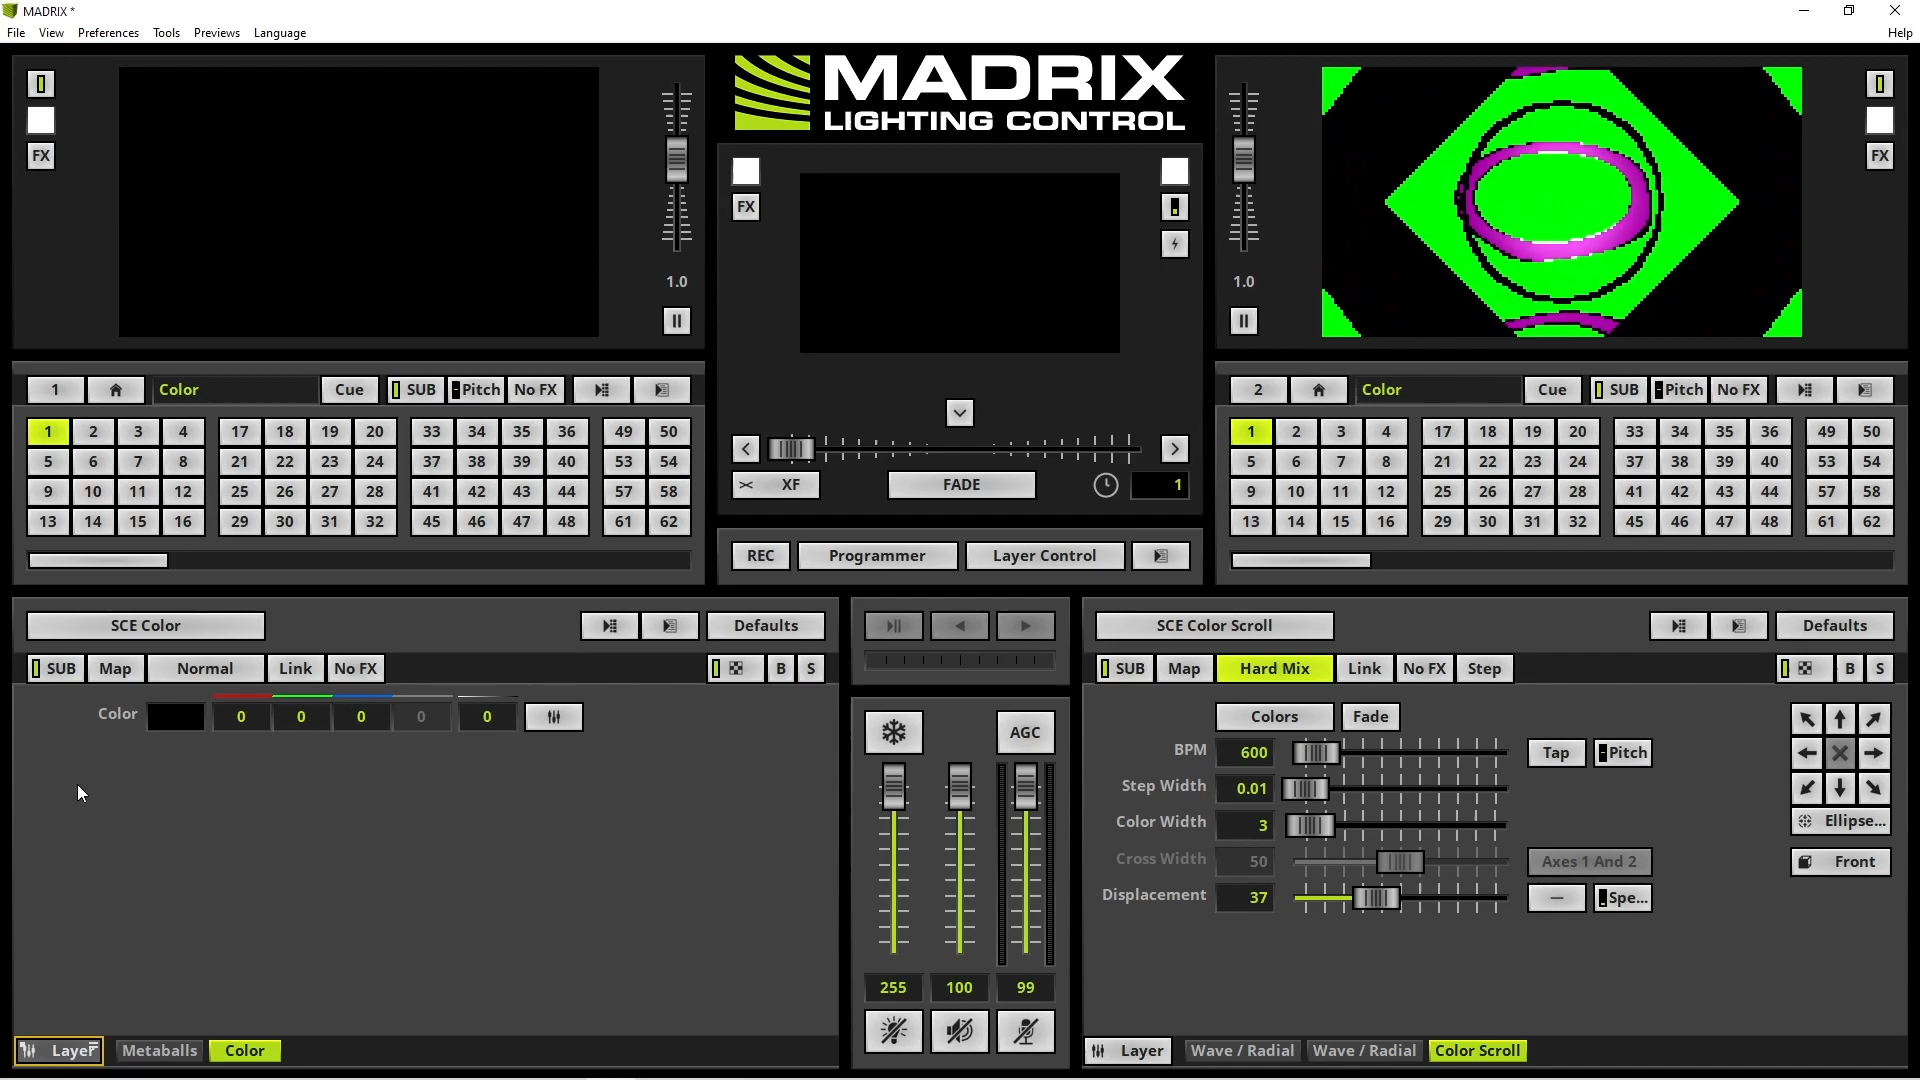 MADRIX *
File View Preferences Tools Previews Language Help
MADRIX
LIGHTING CONTROL
FX
1.0
FX
1.0
FX
1 Color Cue SUB Pitch No FX
1 2 3 4 17 18 19 20 33 34 35 36 49 50
5 6 7 8 21 22 23 24 37 38 39 40 53 54
9 10 11 12 25 26 27 28 41 42 43 44 57 58
13 14 15 16 29 30 31 32 45 46 47 48 61 62
XF FADE 1
REC Programmer Layer Control
2 Color Cue SUB Pitch No FX
1 2 3 4 17 18 19 20 33 34 35 36 49 50
5 6 7 8 21 22 23 24 37 38 39 40 53 54
9 10 11 12 25 26 27 28 41 42 43 44 57 58
13 14 15 16 29 30 31 32 45 46 47 48 61 62
SCE Color Defaults
SUB Map Normal Link No FX B S
Color 0 0 0 0 0
Layer Metaballs Color
AGC
255 100 99
SCE Color Scroll Defaults
SUB Map Hard Mix Link No FX Step B S
Colors Fade
BPM 600 Tap Pitch
Step Width 0.01
Color Width 3 Ellipse...
Cross Width 50 Axes 1 And 2 Front
Displacement 37 Spe...
Layer Wave / Radial Wave / Radial Color Scroll